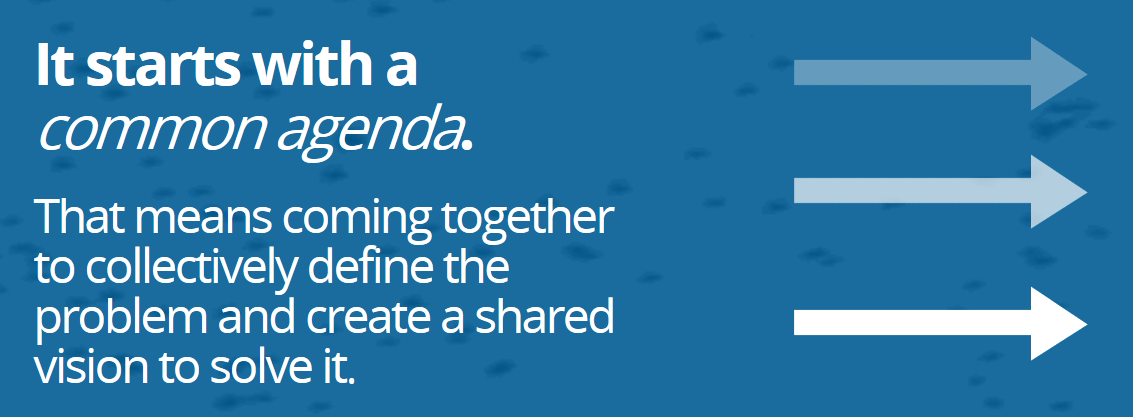 It starts with a
common agenda.
That means coming together
to collectively define the
problem and create a shared
vision to solve it.